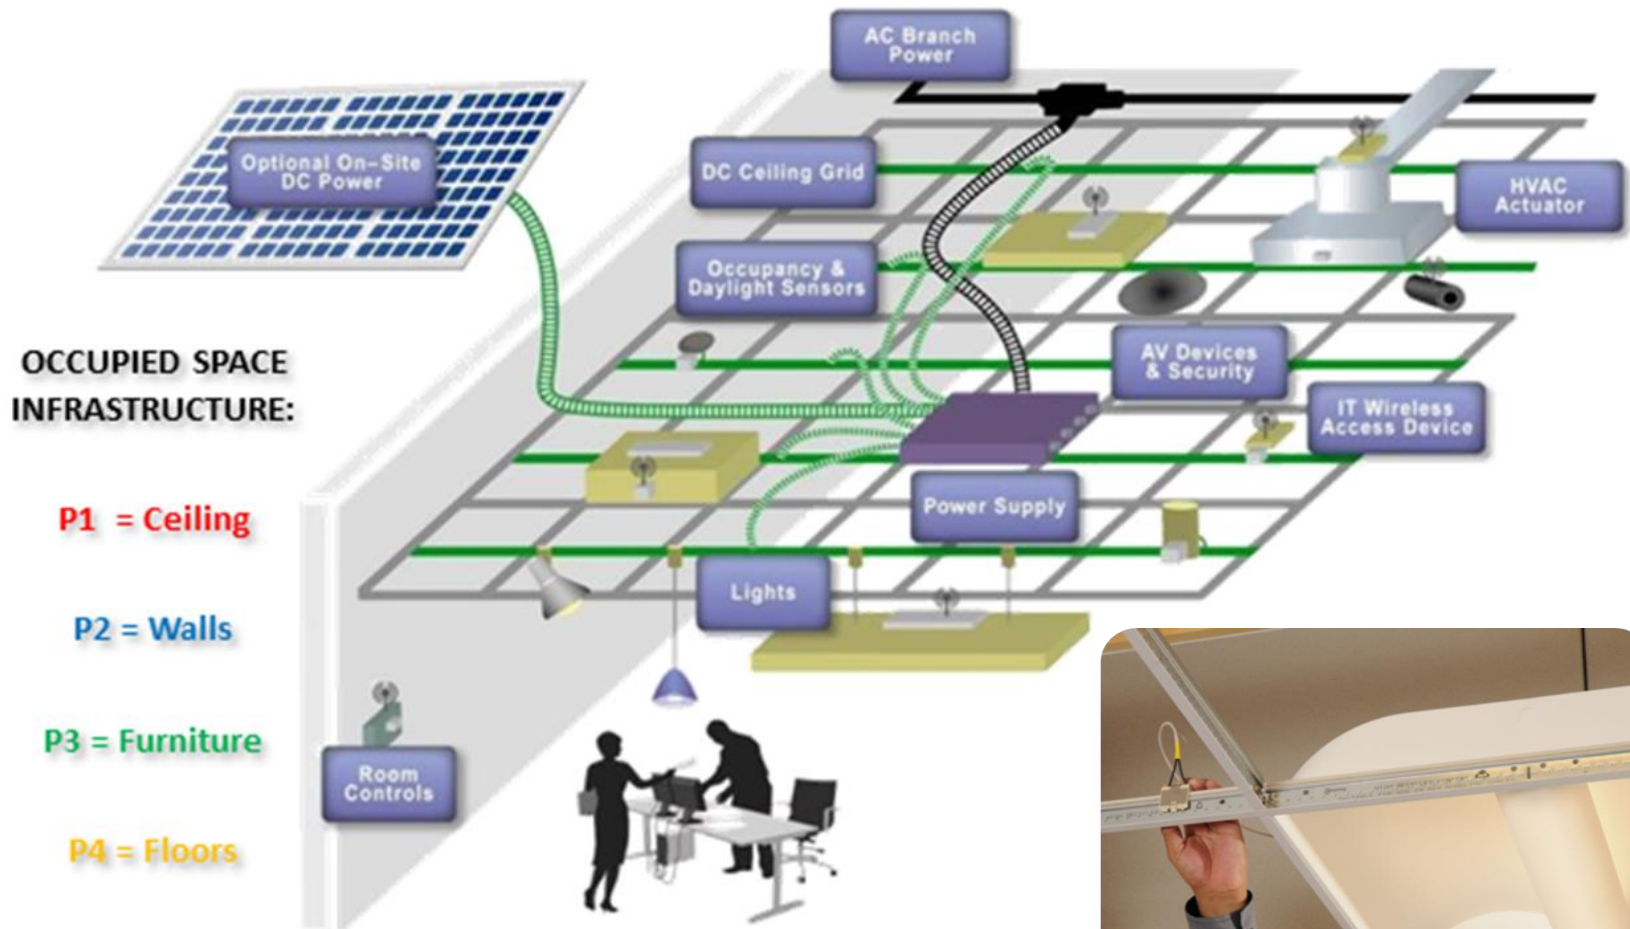 AC Branch
Power
Optional On-Site
DC Power
DC Ceiling Grid
HVAC
Actuator
Occupancy &
Daylight Sensors
OCCUPIED SPACE
INFRASTRUCTURE:
AV Devices
& Security
IT Wireless
Access Device
Power Supply
P1 = Ceiling
Lights
P2 = Walls
P3 = Furniture
Room
Controls
P4 = Floors